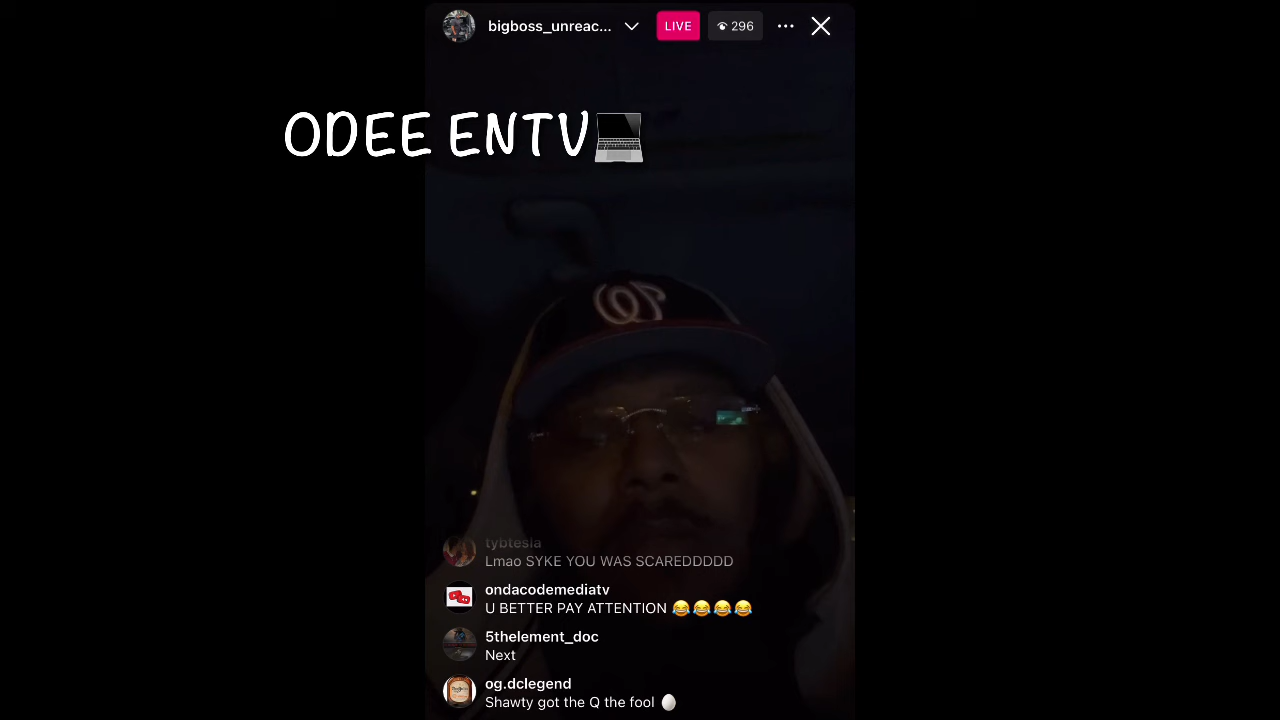 bigboss_unreac...
LIVE
296
ODEE ENTV💻
tybtesla
Lmao SYKE YOU WAS SCAREDDDDD
ondacodemediatv
U BETTER PAY ATTENTION 😂😂😂😂
5thelement_doc
Next
og.dclegend
Shawty got the Q the fool 🥚